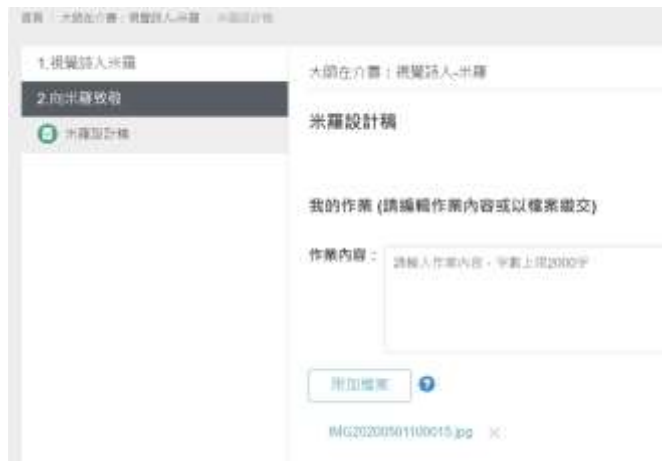 首頁 大師在介壽：視覺詩人-米羅 米羅設計稿
1.視覺詩人米羅
2.向米羅致敬
米羅設計稿
大師在介壽：視覺詩人-米羅
米羅設計稿
我的作業 (請編輯作業內容或以檔案繳交)
作業內容：
請輸入作業內容，字數上限2000字
附加檔案
IMG20200501100015.jpg